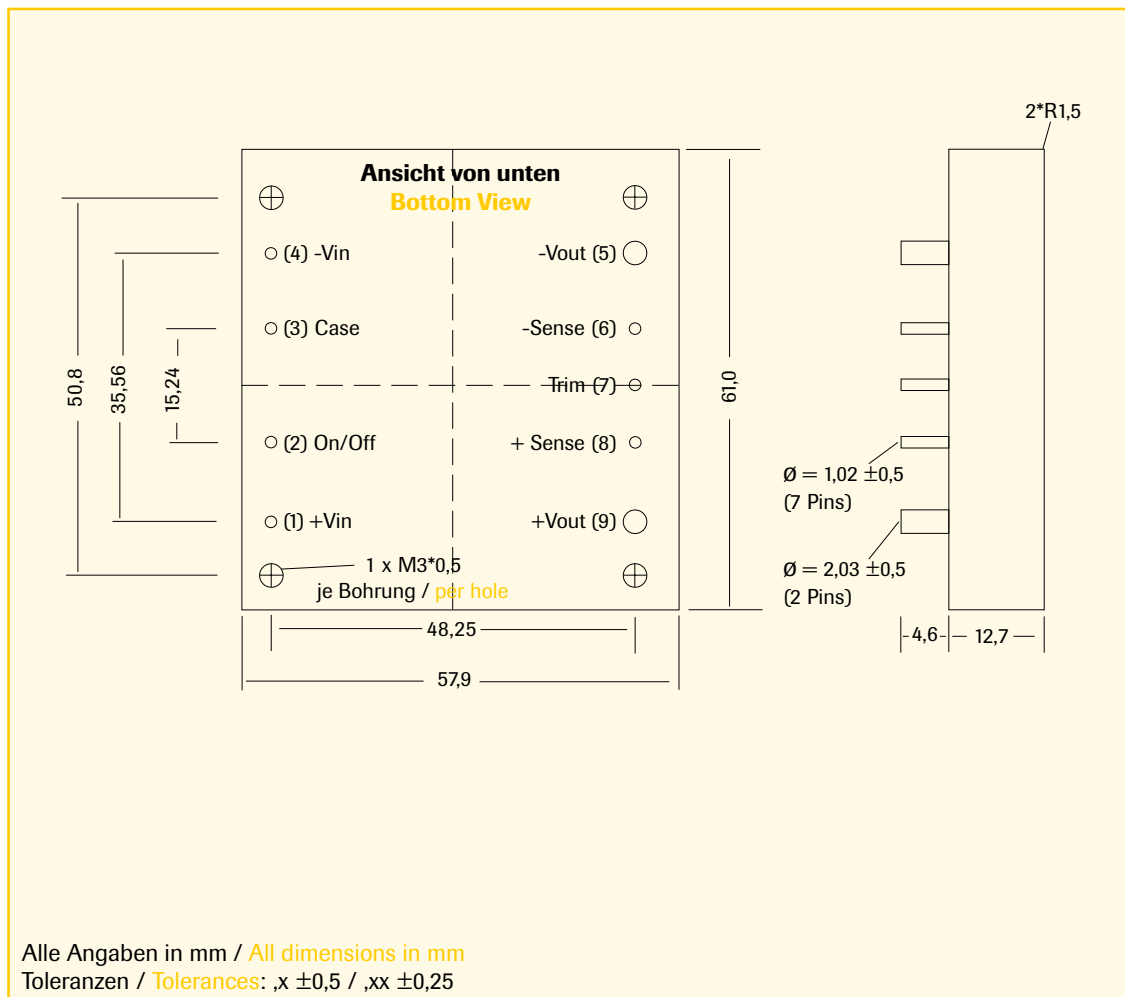 2*R1,5
Ansicht von unten
Bottom View
(4) -Vin
-Vout (5)
(3) Case
-Sense (6)
50,8
35,56
15,24
Trim (7)
61,0
(2) On/Off
+ Sense (8)
Ø = 1,02 ±0,5
(7 Pins)
(1) +Vin
+Vout (9)
1 x M3*0,5
je Bohrung / per hole
Ø = 2,03 ±0,5
(2 Pins)
48,25
4,6
12,7
57,9
Alle Angaben in mm / All dimensions in mm
Toleranzen / Tolerances: ,x ±0,5 / ,xx ±0,25